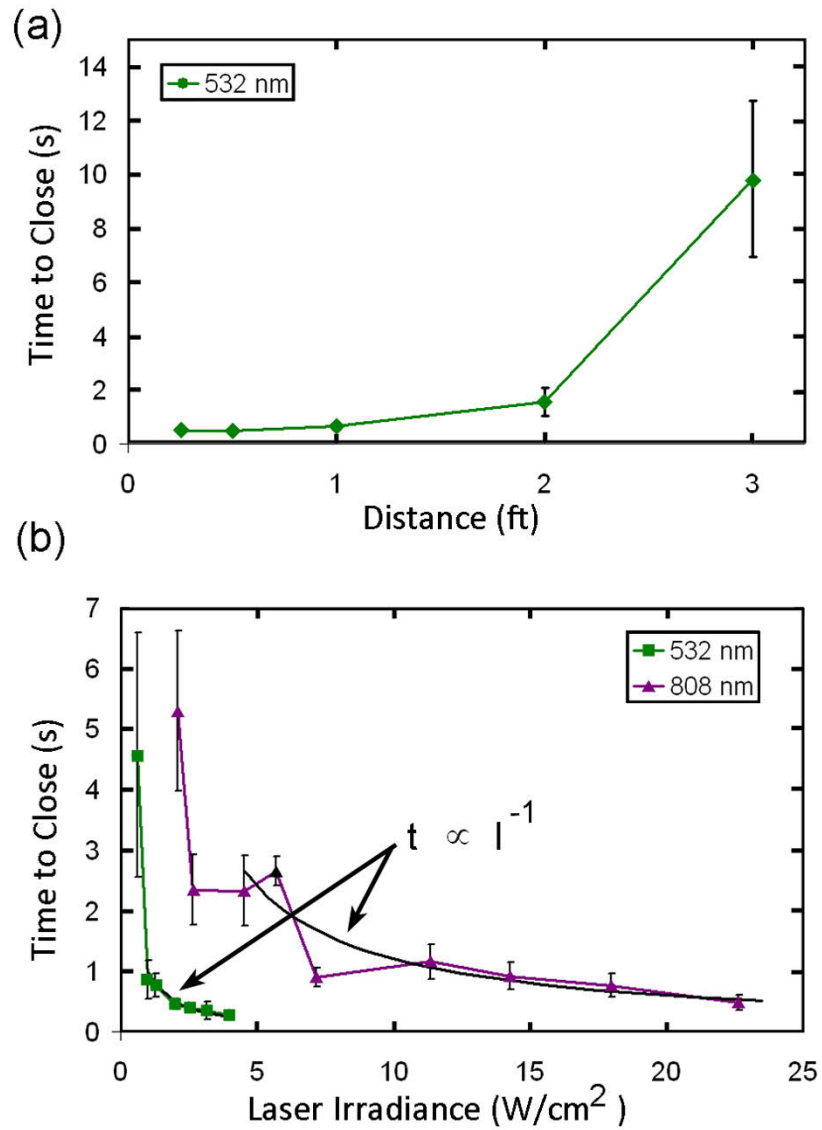 (a)
14
12
10
8
6
4
2
0
Time to Close (s)
532 nm
0 1 2 3
Distance (ft)
(b)
7
6
5
4
3
2
1
0
Time to Close (s)
532 nm
808 nm
t ∝ I⁻¹
0 5 10 15 20 25
Laser Irradiance (W/cm²)